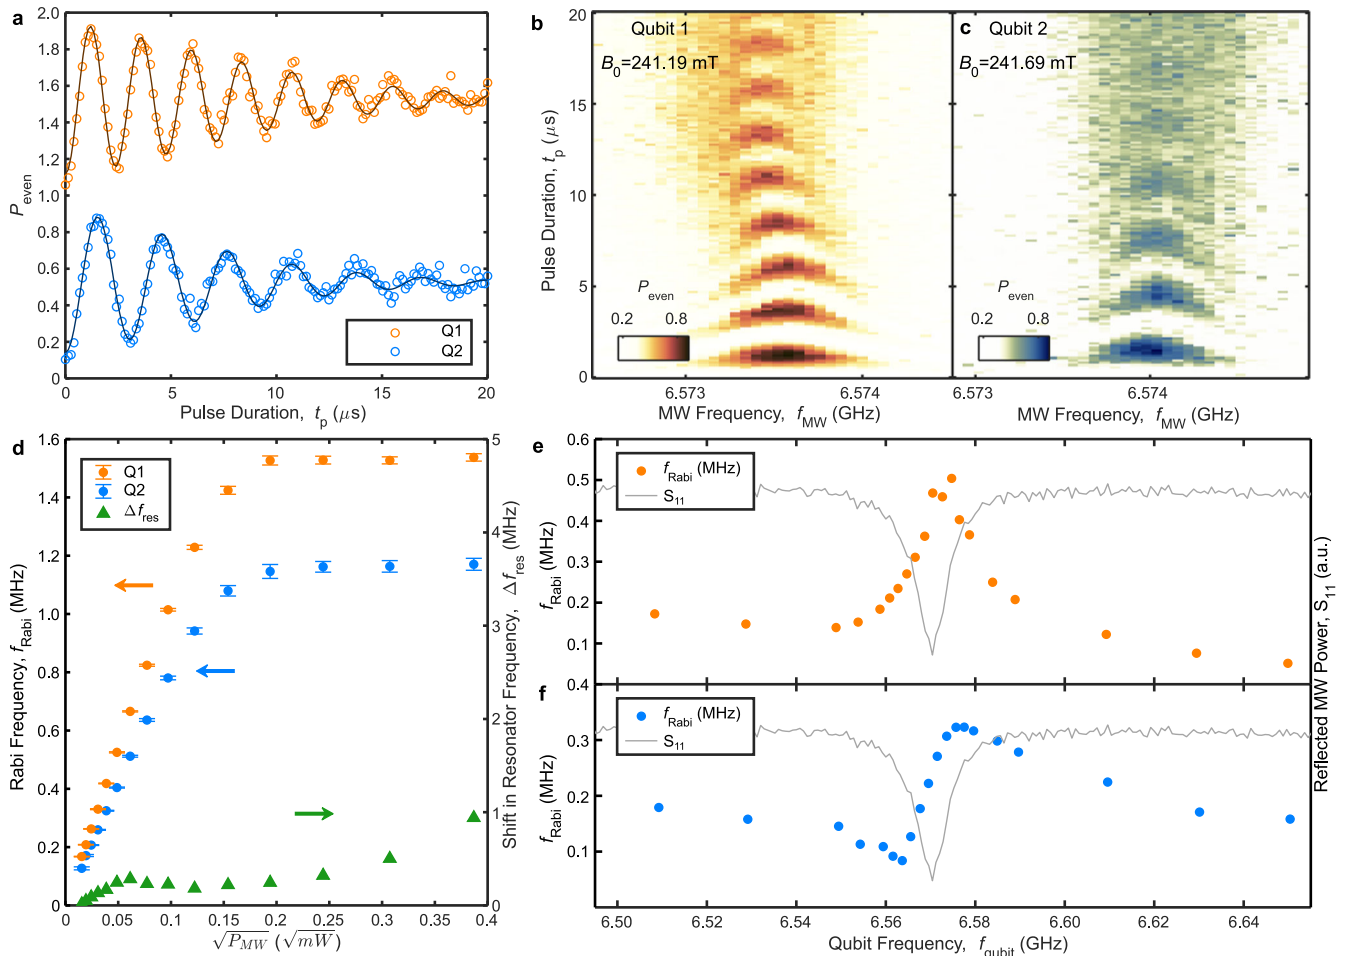 a
2.0
1.8
1.6
1.4
1.2
1.0
0.8
0.6
0.4
0.2
0
P_even
Q1
Q2
0 5 10 15 20
Pulse Duration, t_p (μs)
b
Qubit 1
B_0=241.19 mT
20
15
10
5
0
Pulse Duration, t_p (μs)
P_even
0.2 0.8
6.573 6.574
MW Frequency, f_MW (GHz)
c
Qubit 2
B_0=241.69 mT
P_even
0.2 0.8
6.573 6.574
MW Frequency, f_MW (GHz)
d
1.6
1.4
1.2
1.0
0.8
0.6
0.4
0.2
0
Rabi Frequency, f_Rabi (MHz)
Q1
Q2
Δf_res
5
4
3
2
1
0
Shift in Resonator Frequency, Δf_res (MHz)
0 0.05 0.1 0.15 0.2 0.25 0.3 0.35 0.4
√P_MW (√mW)
e
0.6
0.5
0.4
0.3
0.2
0.1
f_Rabi (MHz)
f_Rabi (MHz)
S_11
f
0.4
0.3
0.2
0.1
f_Rabi (MHz)
f_Rabi (MHz)
S_11
6.50 6.52 6.54 6.56 6.58 6.60 6.62 6.64
Qubit Frequency, f_qubit (GHz)
Reflected MW Power, S_11 (a.u.)